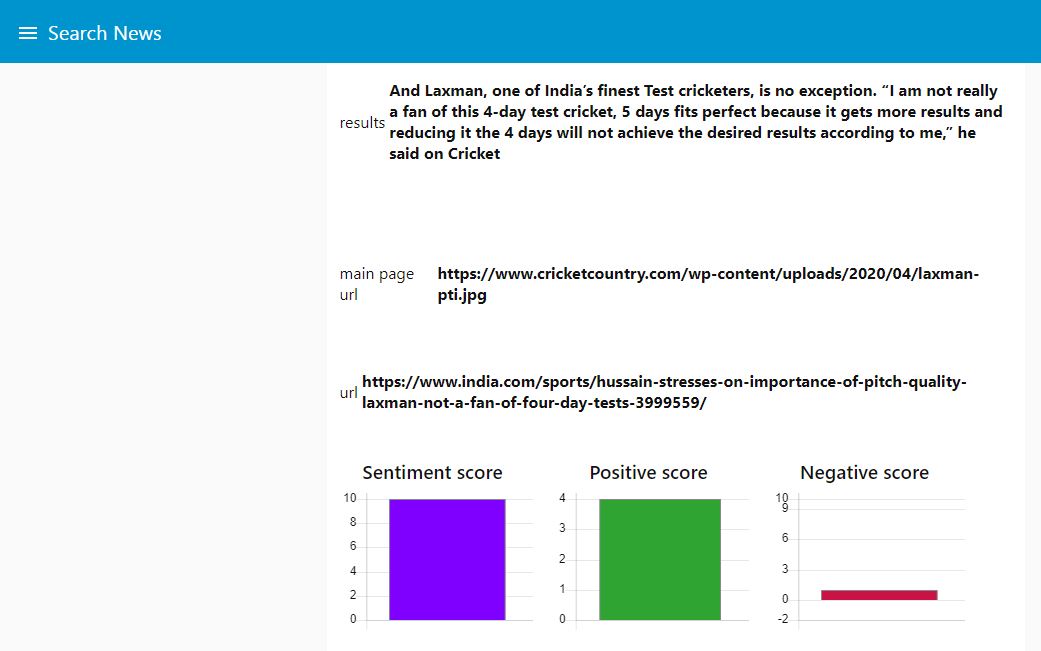 Search News
And Laxman, one of India’s finest Test cricketers, is no exception. “I am not really
a fan of this 4-day test cricket, 5 days fits perfect because it gets more results and
results
reducing it the 4 days will not achieve the desired results according to me,” he
said on Cricket
main page
url
https://www.cricketcountry.com/wp-content/uploads/2020/04/laxman-
pti.jpg
url
https://www.india.com/sports/hussain-stresses-on-importance-of-pitch-quality-
laxman-not-a-fan-of-four-day-tests-3999559/
Sentiment score
10
8
6
4
2
0
Positive score
4
3
2
1
0
Negative score
10
9
6
3
0
-2